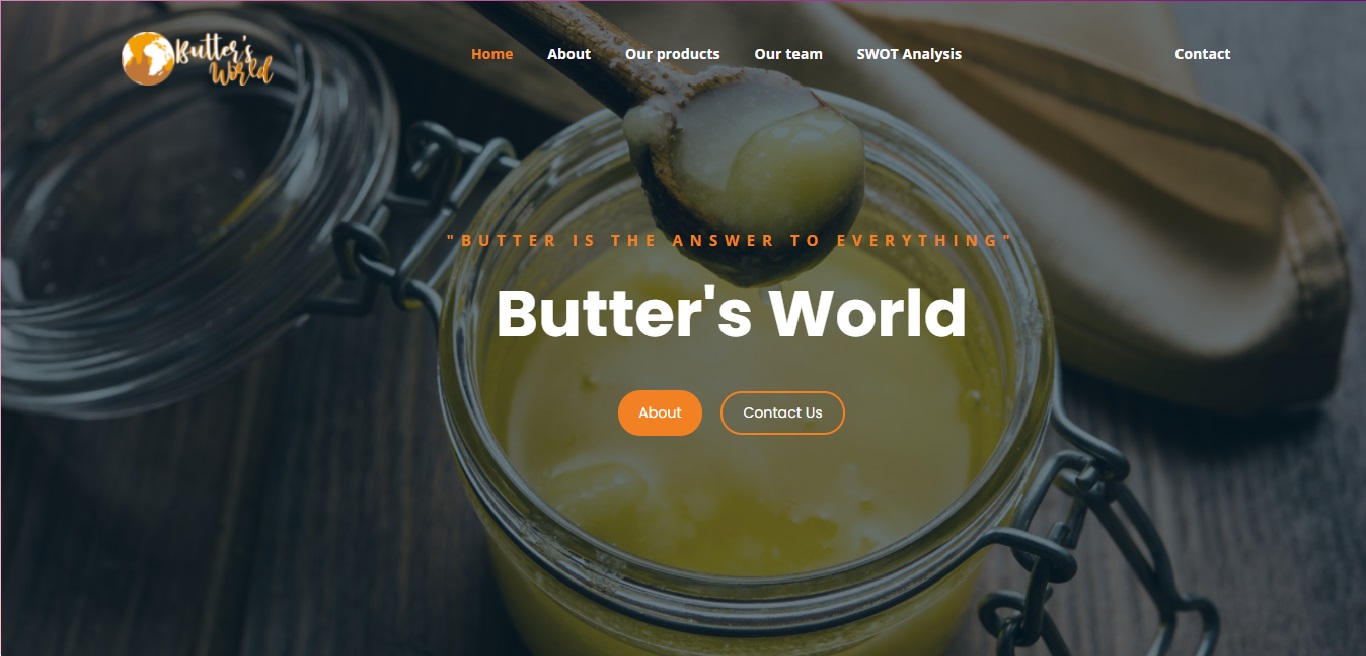 Butter's
World
Home About Our products Our team SWOT Analysis Contact
"BUTTER IS THE ANSWER TO EVERYTHING"
Butter's World
About Contact Us